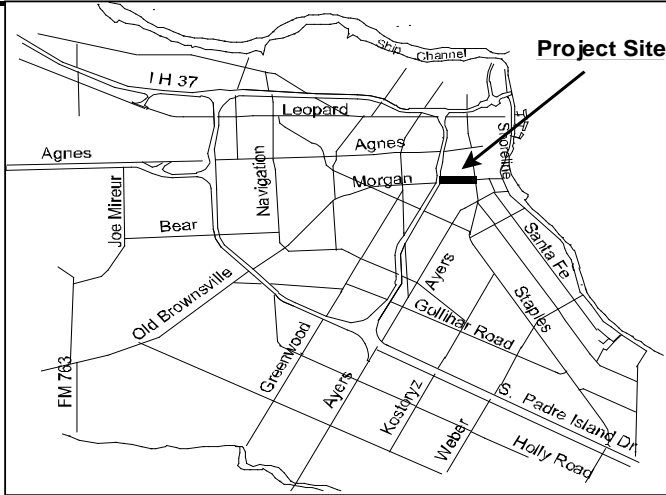 Ship Channel
Project Site
I H 37
Leopard
Shoreline
Agnes
Agnes
Navigation
Morgan
Joe Mireur
Bear
Santa Fe
Ayers
Old Brownsville
Staples
Gollihar Road
Greenwood
FM 763
Ayers
Kostoryz
S. Padre Island Dr
Weber
Holly Road